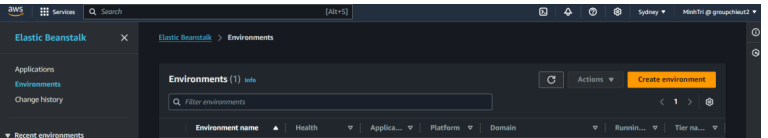 aws Services Search [Alt+S] Sydney ▼ MinhTri @ groupchieut2 ▼
Elastic Beanstalk ×
Elastic Beanstalk > Environments
Applications
Environments
Change history
▼ Recent environments
Environments (1) Info
Actions ▼ Create environment
Filter environments
< 1 >
Environment name ▲ Health Applica... Platform Domain Runnin... Tier na...